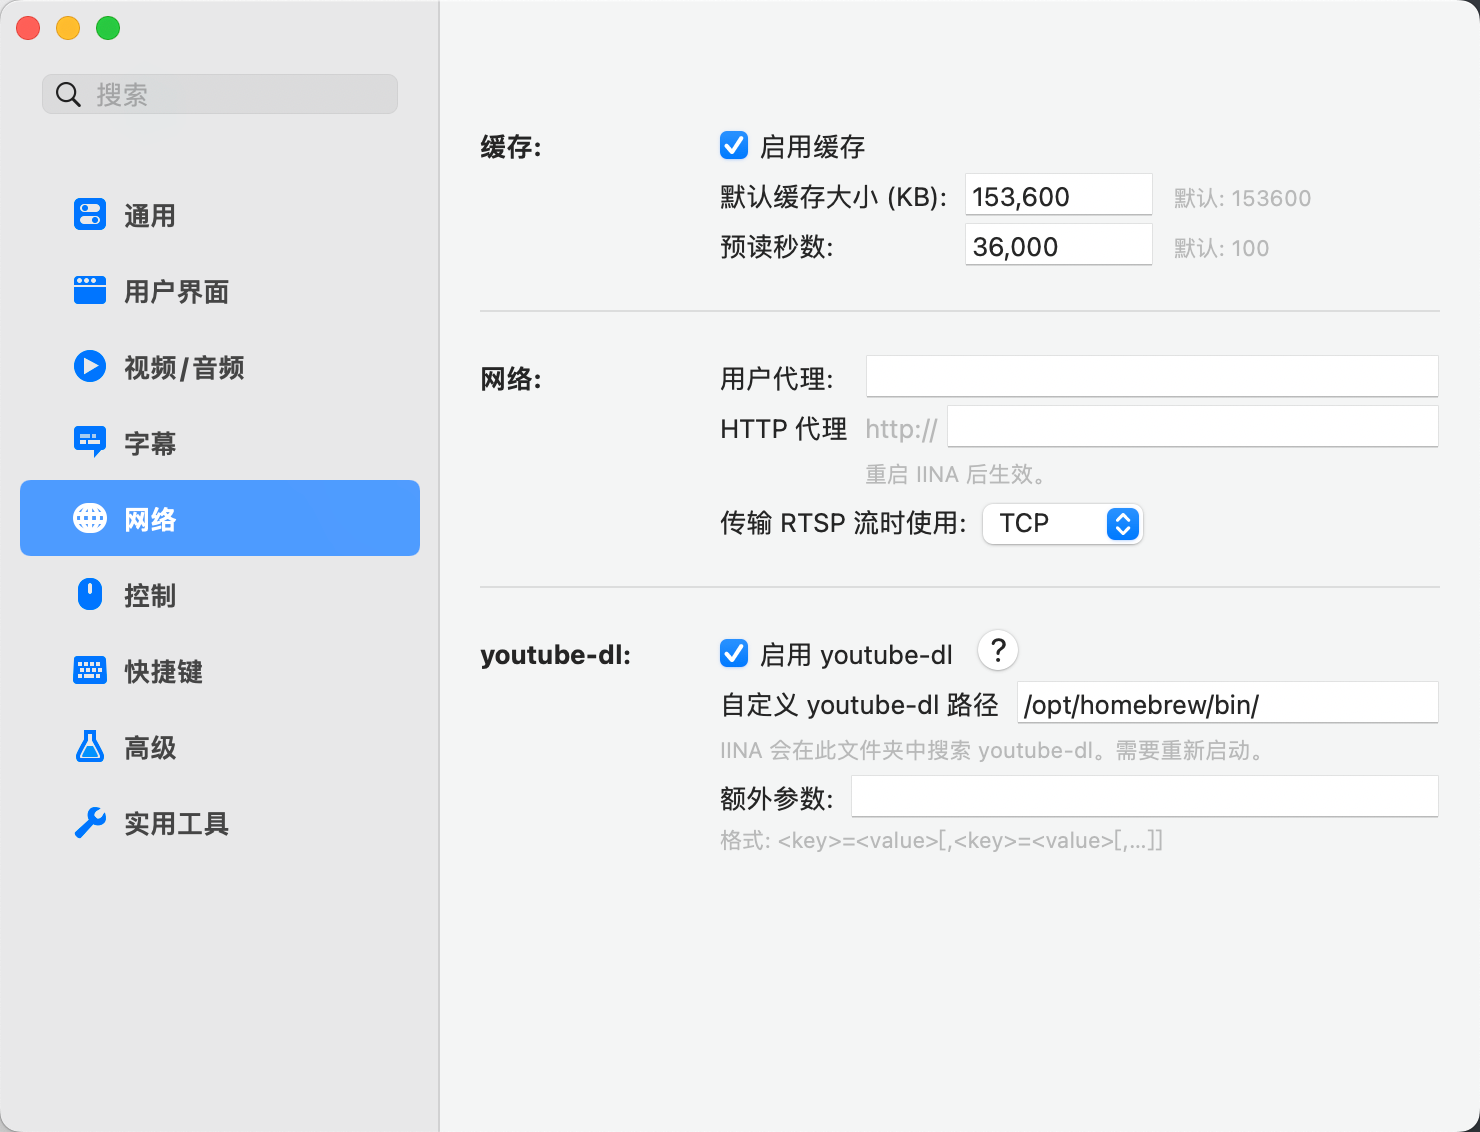 搜索
通用
用户界面
视频/音频
字幕
网络
控制
快捷键
高级
实用工具
缓存:
启用缓存
默认缓存大小 (KB): 153,600 默认: 153600
预读秒数: 36,000 默认: 100
网络:
用户代理:
HTTP 代理 http://
重启 IINA 后生效。
传输 RTSP 流时使用: TCP
youtube-dl:
启用 youtube-dl ?
自定义 youtube-dl 路径 /opt/homebrew/bin/
IINA 会在此文件夹中搜索 youtube-dl。需要重新启动。
额外参数:
格式: <key>=<value>[,<key>=<value>[,...]]